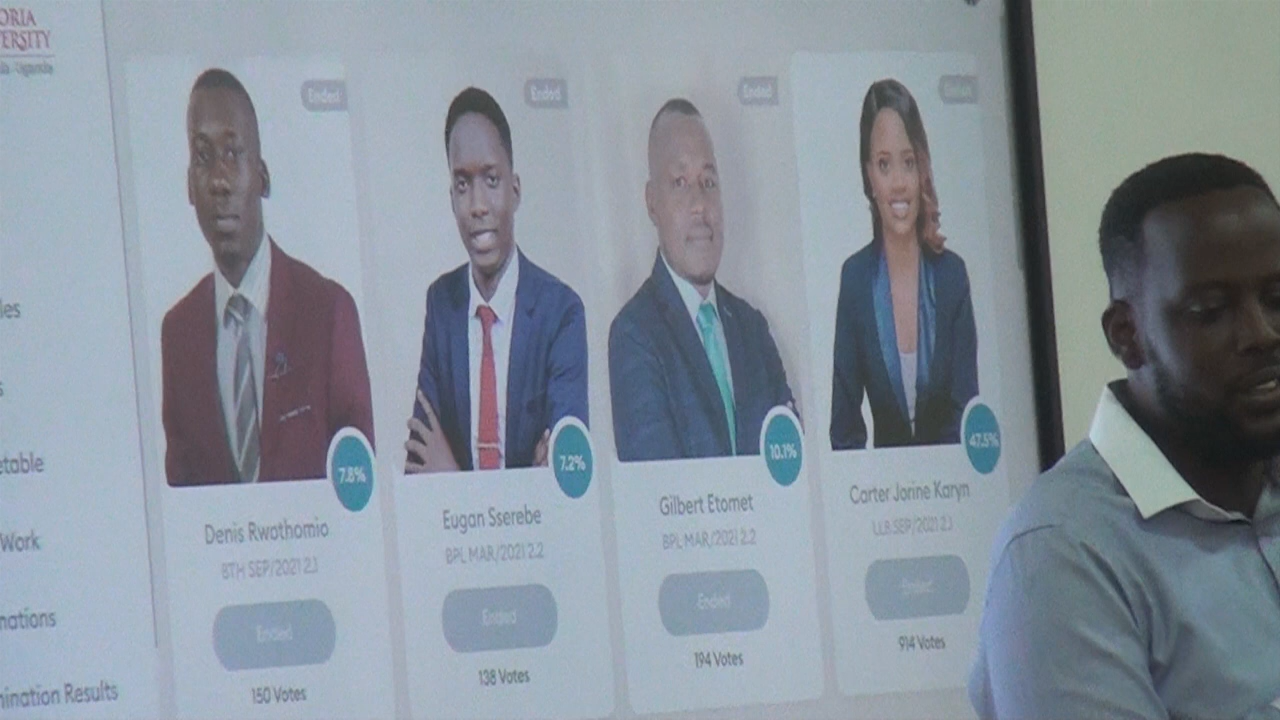 ORIA
ERSITY
Uganda
les
s
etable
Work
nations
mination Results
Ended
Ended
Ended
Ended
7.8%
7.2%
10.1%
47.5%
Denis Rwothomio
BTH SEP/2021 2.1
Ended
150 Votes
Eugan Sserebe
BPL MAR/2021 2.2
Ended
138 Votes
Gilbert Etomet
BPL MAR/2021 2.2
Ended
194 Votes
Carter Jorine Karyn
LLB SEP/2021 2.1
Ended
914 Votes